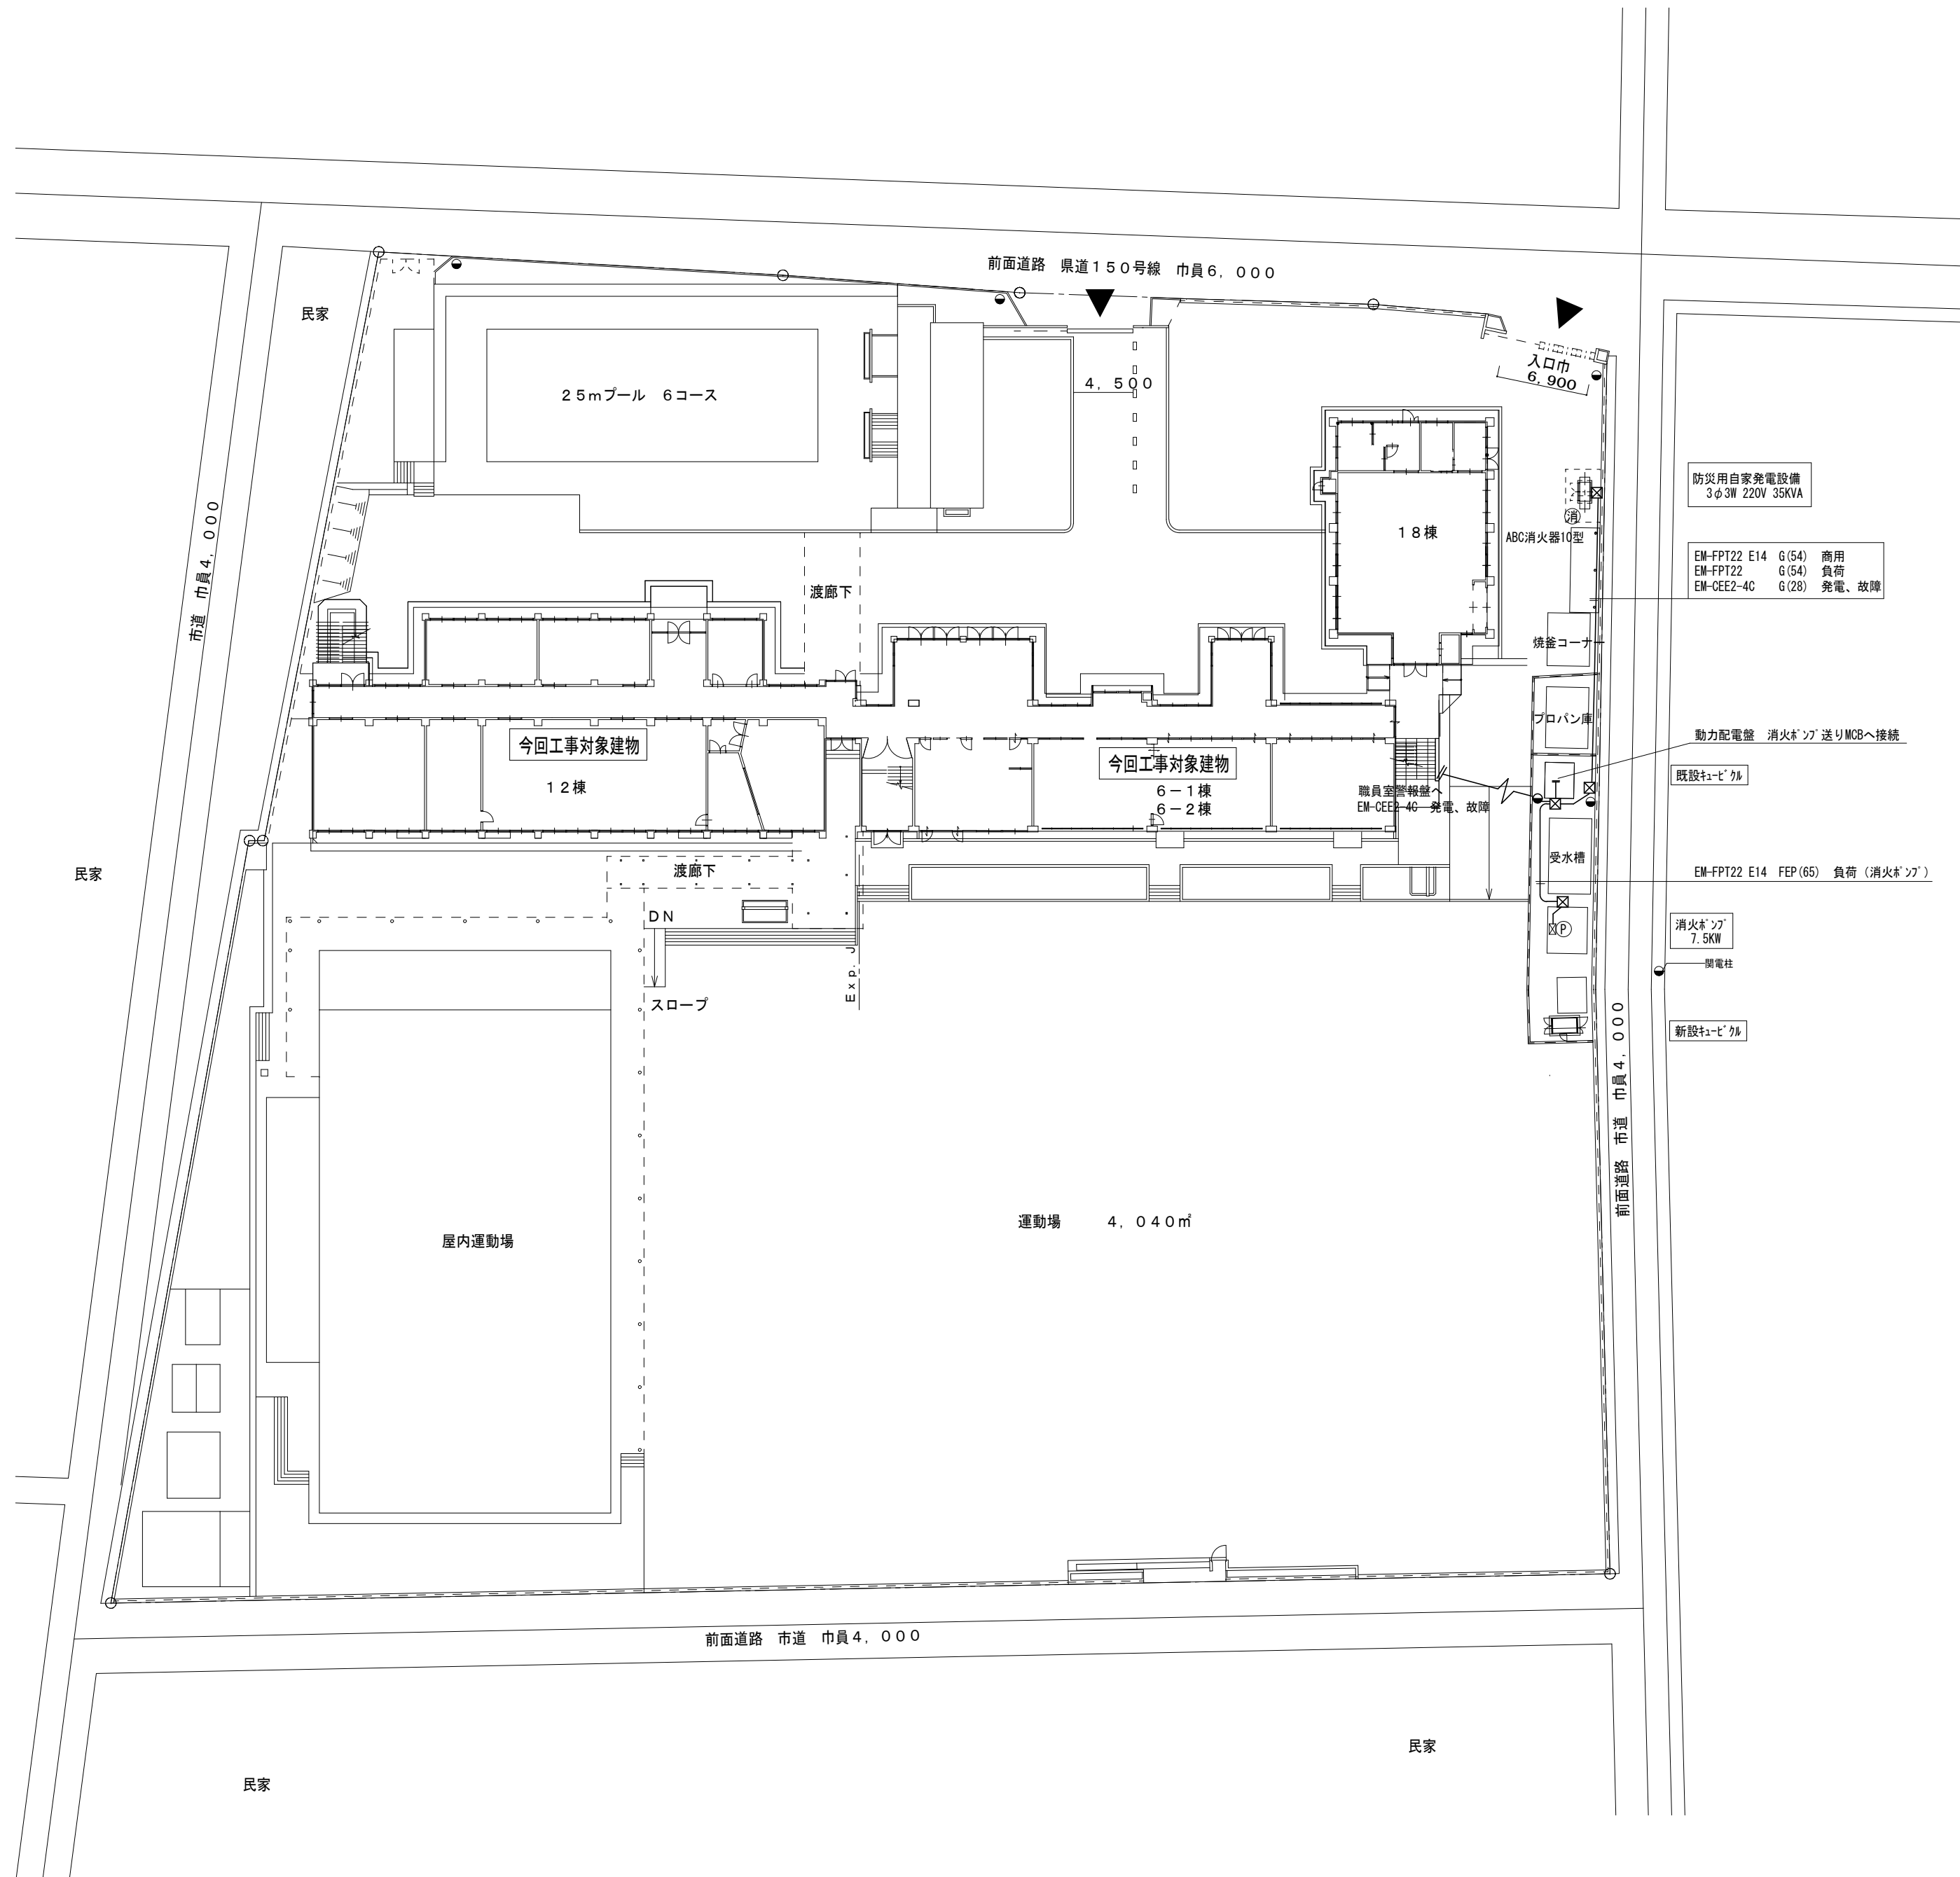 前面道路　県道１５０号線　巾員６，０００
民家
入口巾
６，９００
４，５００
２５ｍプール　６コース
防災用自家発電設備
3φ3W 220V 35KVA
市道　巾員４，０００
消
１８棟
ABC消火器10型
EM-FPT22 E14　G(54)　商用
EM-FPT22　　　G(54)　負荷
EM-CEE2-4C　　G(28)　発電、故障
渡廊下
焼釜コーナー
プロパン庫
動力配電盤　消火ﾎﾟﾝﾌﾟ送りMCBへ接続
今回工事対象建物
１２棟
今回工事対象建物
６－１棟
６－２棟
既設ｷｭｰﾋﾞｸﾙ
職員室警報盤へ
EM-CEE2-4C　発電、故障
受水槽
民家
渡廊下
EM-FPT22 E14　FEP(65)　負荷（消火ﾎﾟﾝﾌﾟ）
ＤＮ
P
消火ﾎﾟﾝﾌﾟ
7.5KW
関電柱
Ｅｘｐ．Ｊ
スロープ
新設ｷｭｰﾋﾞｸﾙ
前面道路　市道　巾員４，０００
運動場　　　４，０４０㎡
屋内運動場
前面道路　市道　巾員４，０００
民家
民家